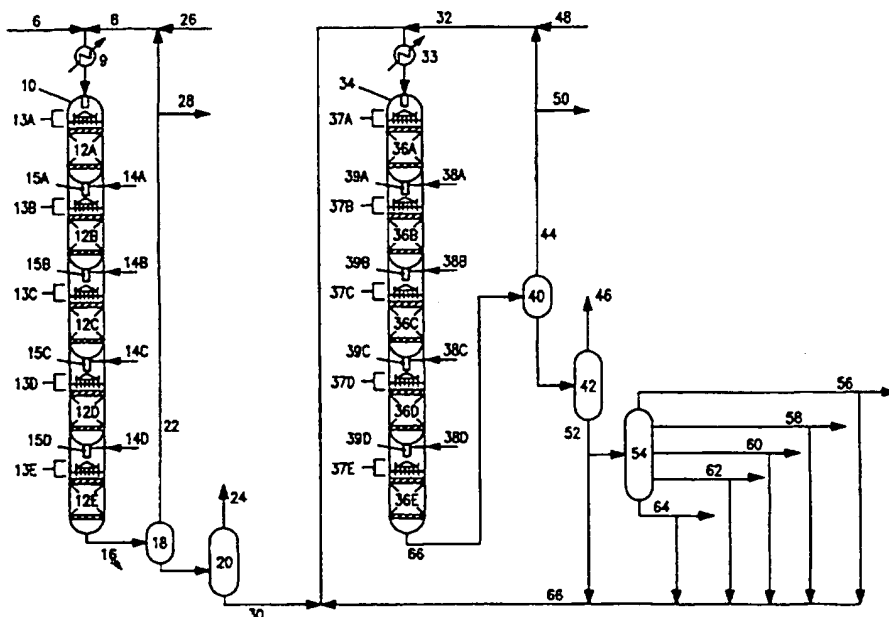 6 8 26 32 48
9 33
10 34
28 50
13A 37A
12A 36A
15A 14A 39A 38A
13B 37B
12B 36B
44
15B 14B 39B 38B
13C 37C
40 46
12C 36C
15C 14C 39C 38C
42
13D 37D
56
12D 36D
22 52 58
15D 14D 39D 38D
60
54
13E 37E
62
24
12E 36E
64
16 18 66
20
66
30